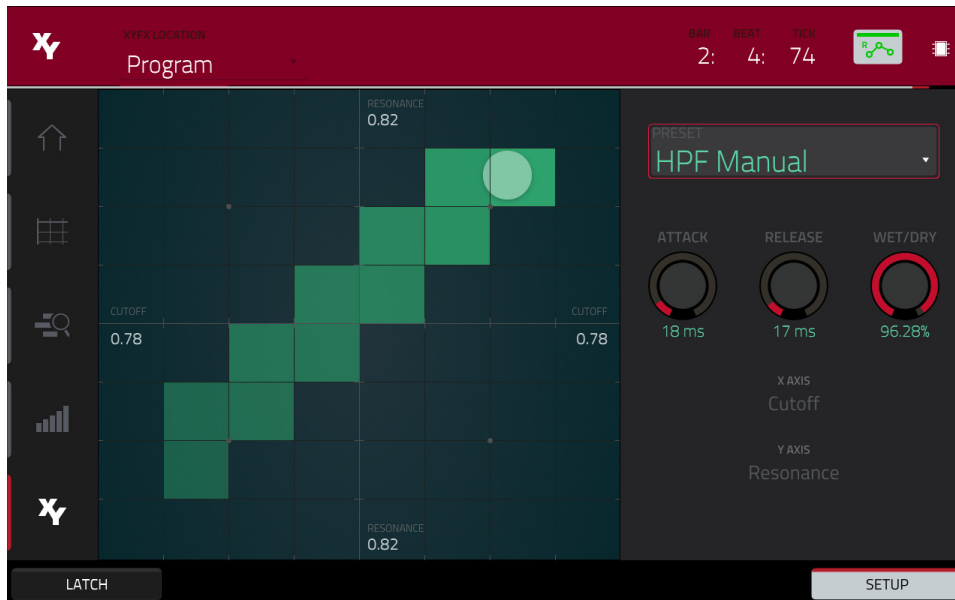 XY
XYFX LOCATION
Program
BAR BEAT TICK
2: 4: 74
R
RESONANCE
0.82
CUTOFF
0.78
CUTOFF
0.78
RESONANCE
0.82
PRESET
HPF Manual
ATTACK RELEASE WET/DRY
18 ms 17 ms 96.28%
X AXIS
Cutoff
Y AXIS
Resonance
XY
LATCH
SETUP